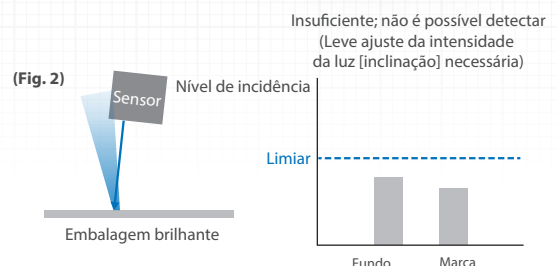 Insuficiente; não é possível detectar
(Leve ajuste da intensidade
da luz [inclinação] necessária)
(Fig. 2)
Sensor
Nível de incidência
Limiar
Embalagem brilhante
Fundo
Marca